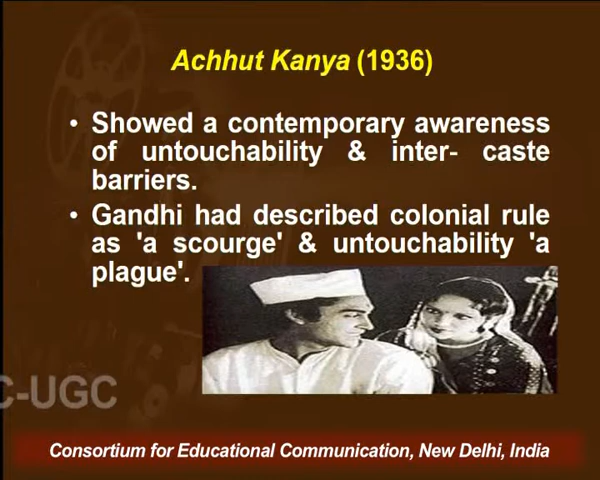 Achhut Kanya (1936)
• Showed a contemporary awareness
of untouchability & inter- caste
barriers.
• Gandhi had described colonial rule
as 'a scourge' & untouchability 'a
plague'.
C-UGC
Consortium for Educational Communication, New Delhi, India